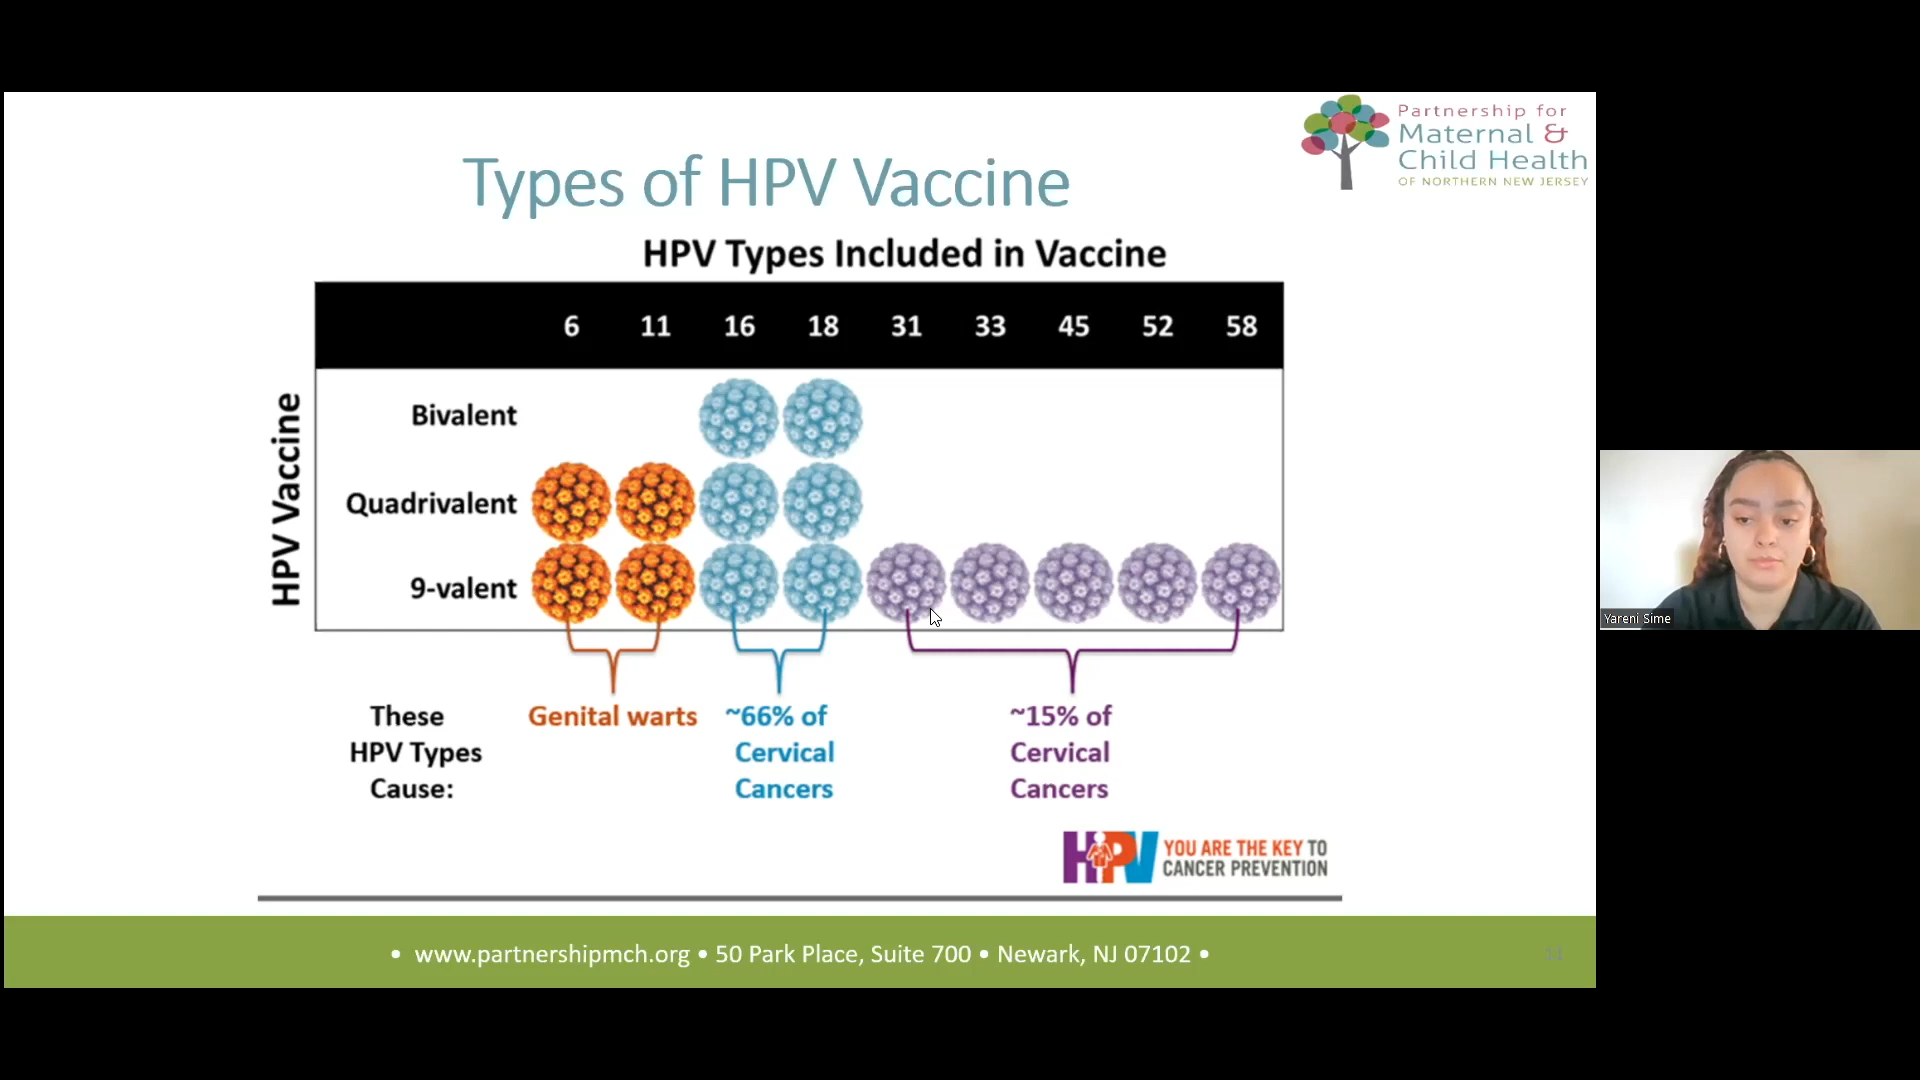 Partnership for
Maternal &
Child Health
OF NORTHERN NEW JERSEY
Types of HPV Vaccine
HPV Types Included in Vaccine
6 11 16 18 31 33 45 52 58
HPV Vaccine
Bivalent
Quadrivalent
9-valent
These
HPV Types
Cause:
Genital warts
~66% of
Cervical
Cancers
~15% of
Cervical
Cancers
HPV
YOU ARE THE KEY TO
CANCER PREVENTION
• www.partnershipmch.org • 50 Park Place, Suite 700 • Newark, NJ 07102 •
Yareni Sime